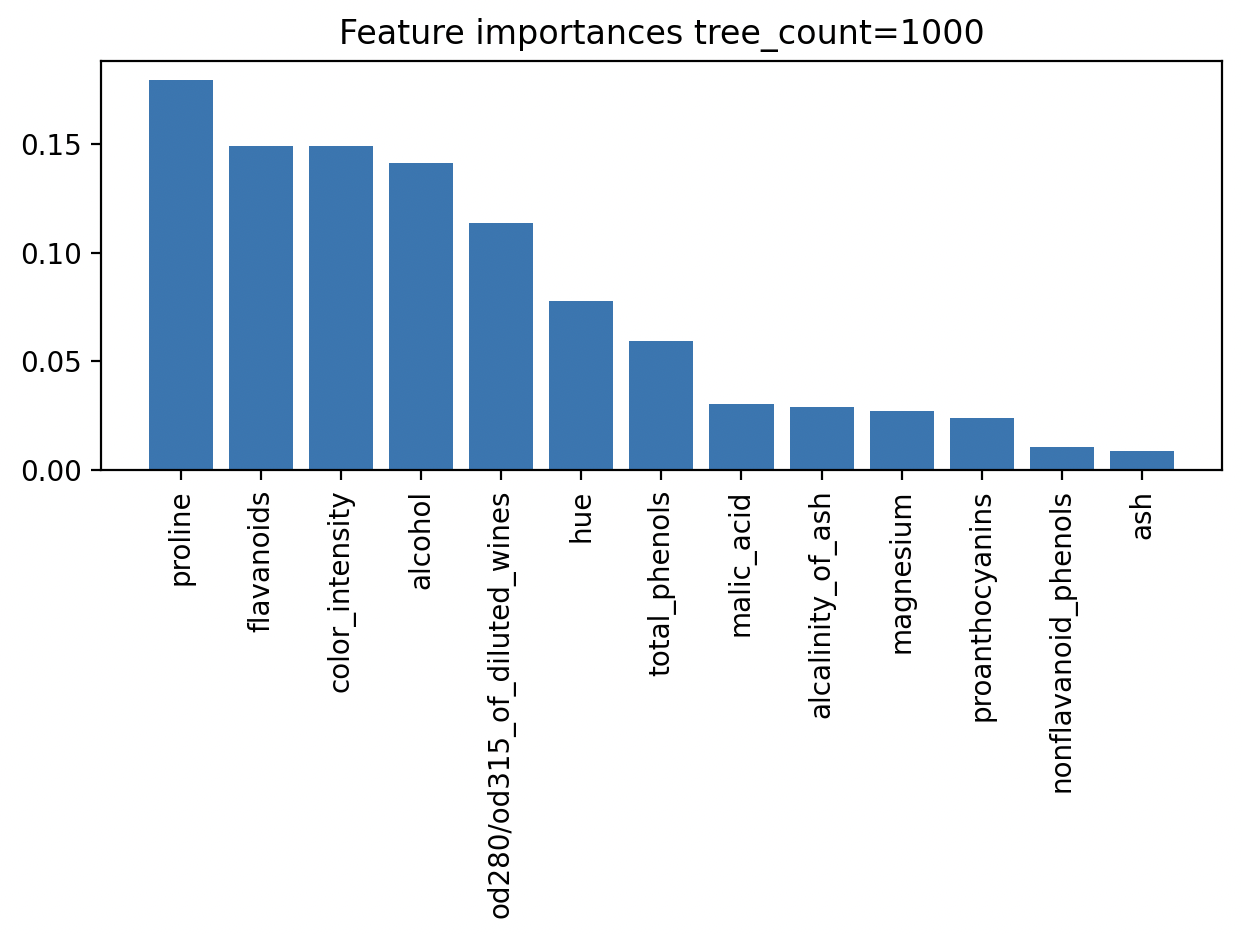 Feature importances tree_count=1000
0.15
0.10
0.05
0.00
proline
flavanoids
color_intensity
alcohol
od280/od315_of_diluted_wines
hue
total_phenols
malic_acid
alcalinity_of_ash
magnesium
proanthocyanins
nonflavanoid_phenols
ash